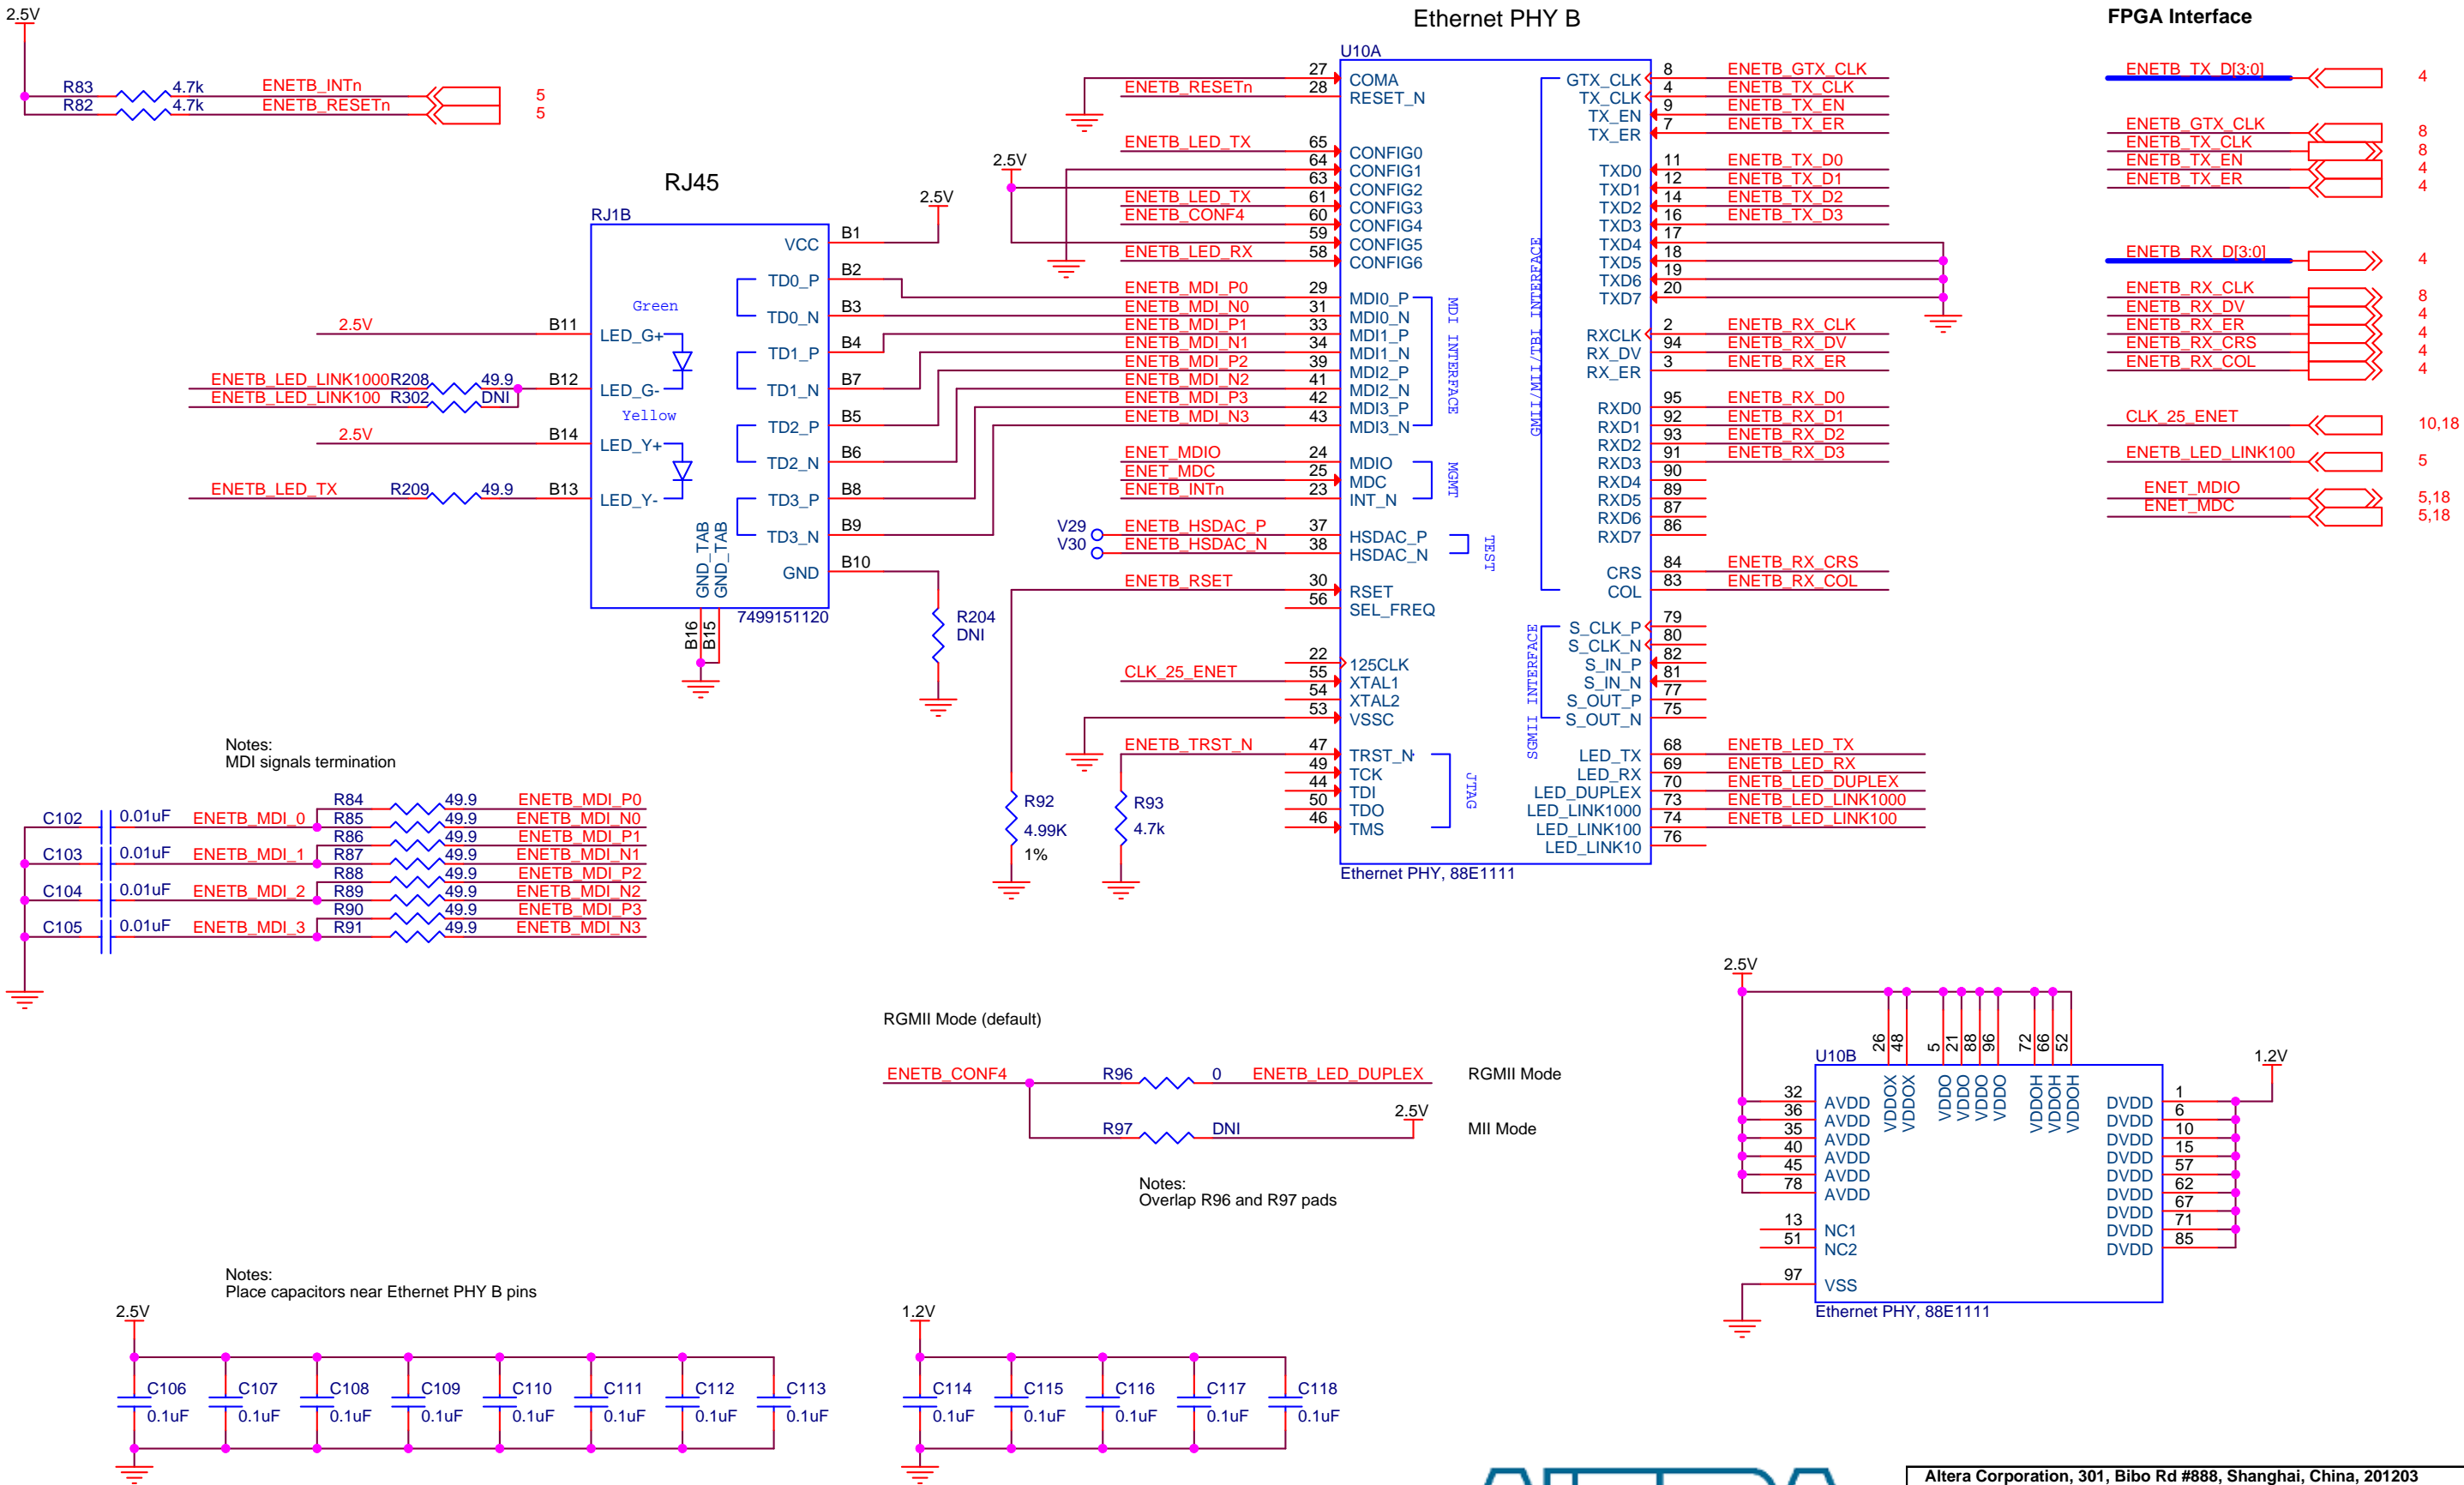 Ethernet PHY B
FPGA Interface
2.5V
R83 4.7k ENETB_INTn 5
R82 4.7k ENETB_RESETn 5
RJ45
RJ1B
2.5V
VCC B1
TD0_P B2
TD0_N B3
TD1_P B4
TD1_N B7
TD2_P B5
TD2_N B6
TD3_P B8
TD3_N B9
GND B10
Green
2.5V B11 LED_G+
ENETB_LED_LINK1000 R208 49.9 B12 LED_G-
ENETB_LED_LINK100 R302 DNI
Yellow
2.5V B14 LED_Y+
ENETB_LED_TX R209 49.9 B13 LED_Y-
GND_TAB B16
GND_TAB B15
7499151120
R204
DNI
U10A
27 COMA
ENETB_RESETn 28 RESET_N
ENETB_LED_TX 65 CONFIG0
64 CONFIG1
2.5V
63 CONFIG2
ENETB_LED_TX 61 CONFIG3
ENETB_CONF4 60 CONFIG4
59 CONFIG5
ENETB_LED_RX 58 CONFIG6
ENETB_MDI_P0 29 MDI0_P
ENETB_MDI_N0 31 MDI0_N
ENETB_MDI_P1 33 MDI1_P
ENETB_MDI_N1 34 MDI1_N
ENETB_MDI_P2 39 MDI2_P
ENETB_MDI_N2 41 MDI2_N
ENETB_MDI_P3 42 MDI3_P
ENETB_MDI_N3 43 MDI3_N
MDI INTERFACE
ENET_MDIO 24 MDIO
ENET_MDC 25 MDC
ENETB_INTn 23 INT_N
MGMT
V29 ENETB_HSDAC_P 37 HSDAC_P
V30 ENETB_HSDAC_N 38 HSDAC_N
TEST
ENETB_RSET 30 RSET
56 SEL_FREQ
22 125CLK
CLK_25_ENET 55 XTAL1
54 XTAL2
53 VSSC
ENETB_TRST_N 47 TRST_N
49 TCK
44 TDI
50 TDO
46 TMS
JTAG
R92
4.99K
1%
R93
4.7k
Ethernet PHY, 88E1111
GTX_CLK 8 ENETB_GTX_CLK
TX_CLK 4 ENETB_TX_CLK
TX_EN 9 ENETB_TX_EN
TX_ER 7 ENETB_TX_ER
TXD0 11 ENETB_TX_D0
TXD1 12 ENETB_TX_D1
TXD2 14 ENETB_TX_D2
TXD3 16 ENETB_TX_D3
TXD4 17
TXD5 18
TXD6 19
TXD7 20
GMII/MII/TBI INTERFACE
RXCLK 2 ENETB_RX_CLK
RX_DV 94 ENETB_RX_DV
RX_ER 3 ENETB_RX_ER
RXD0 95 ENETB_RX_D0
RXD1 92 ENETB_RX_D1
RXD2 93 ENETB_RX_D2
RXD3 91 ENETB_RX_D3
RXD4 90
RXD5 89
RXD6 87
RXD7 86
CRS 84 ENETB_RX_CRS
COL 83 ENETB_RX_COL
SGMII INTERFACE
S_CLK_P 79
S_CLK_N 80
S_IN_P 82
S_IN_N 81
S_OUT_P 77
S_OUT_N 75
LED_TX 68 ENETB_LED_TX
LED_RX 69 ENETB_LED_RX
LED_DUPLEX 70 ENETB_LED_DUPLEX
LED_LINK1000 73 ENETB_LED_LINK1000
LED_LINK100 74 ENETB_LED_LINK100
LED_LINK10 76
ENETB_TX_D[3:0] 4
ENETB_GTX_CLK 8
ENETB_TX_CLK 8
ENETB_TX_EN 4
ENETB_TX_ER 4
ENETB_RX_D[3:0] 4
ENETB_RX_CLK 8
ENETB_RX_DV 4
ENETB_RX_ER 4
ENETB_RX_CRS 4
ENETB_RX_COL 4
CLK_25_ENET 10,18
ENETB_LED_LINK100 5
ENET_MDIO 5,18
ENET_MDC 5,18
Notes:
MDI signals termination
R84 49.9 ENETB_MDI_P0
C102 0.01uF ENETB_MDI_0 R85 49.9 ENETB_MDI_N0
R86 49.9 ENETB_MDI_P1
C103 0.01uF ENETB_MDI_1 R87 49.9 ENETB_MDI_N1
R88 49.9 ENETB_MDI_P2
C104 0.01uF ENETB_MDI_2 R89 49.9 ENETB_MDI_N2
R90 49.9 ENETB_MDI_P3
C105 0.01uF ENETB_MDI_3 R91 49.9 ENETB_MDI_N3
RGMII Mode (default)
ENETB_CONF4 R96 0 ENETB_LED_DUPLEX RGMII Mode
2.5V
R97 DNI MII Mode
Notes:
Overlap R96 and R97 pads
2.5V
26 48 5 21 88 96 72 66 52
U10B
1.2V
VDDOX VDDOX VDDO VDDO VDDO VDDO VDDOH VDDOH VDDOH
32 AVDD DVDD 1
36 AVDD DVDD 6
35 AVDD DVDD 10
40 AVDD DVDD 15
45 AVDD DVDD 57
78 AVDD DVDD 62
DVDD 67
13 NC1 DVDD 71
51 NC2 DVDD 85
97 VSS
Ethernet PHY, 88E1111
Notes:
Place capacitors near Ethernet PHY B pins
2.5V
C106 C107 C108 C109 C110 C111 C112 C113
0.1uF 0.1uF 0.1uF 0.1uF 0.1uF 0.1uF 0.1uF 0.1uF
1.2V
C114 C115 C116 C117 C118
0.1uF 0.1uF 0.1uF 0.1uF 0.1uF
Altera Corporation, 301, Bibo Rd #888, Shanghai, China, 201203